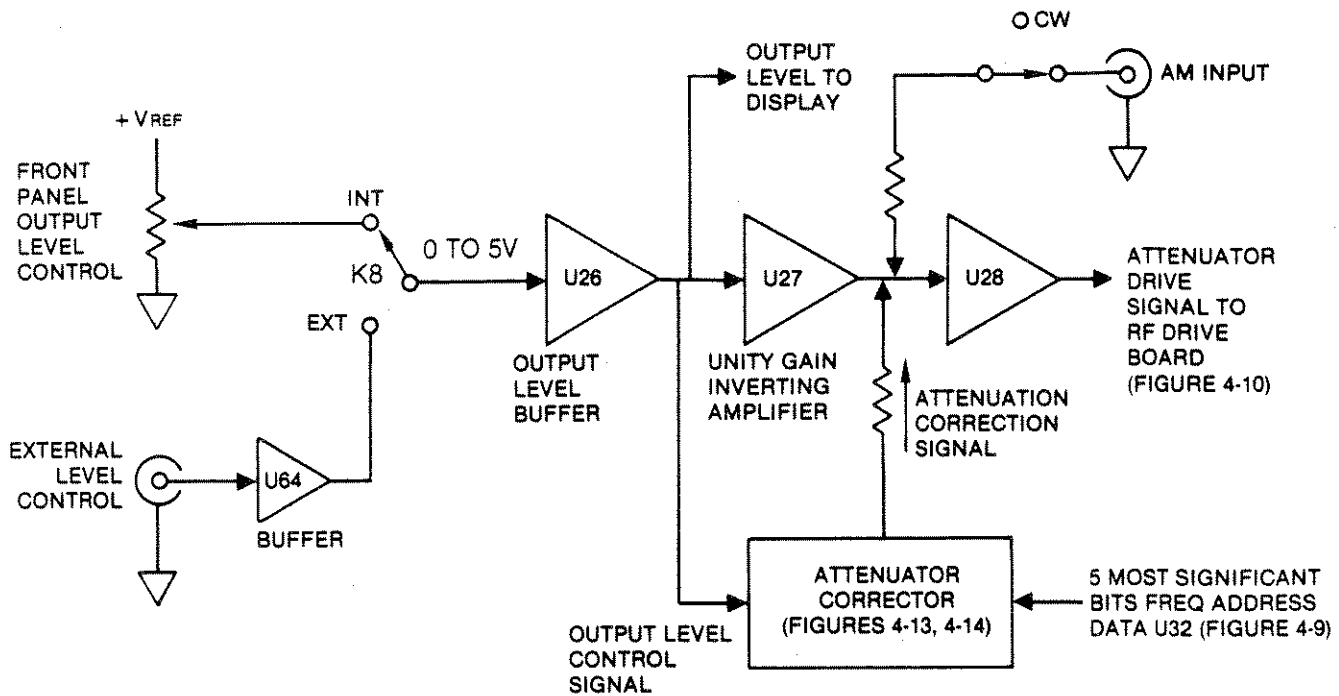 CW
OUTPUT
LEVEL TO
DISPLAY
AM INPUT
+ VREF
FRONT
PANEL
OUTPUT
LEVEL
CONTROL
INT
K8
0 TO 5V
EXT
U26
OUTPUT
LEVEL
BUFFER
U27
UNITY GAIN
INVERTING
AMPLIFIER
U28
ATTENUATOR
DRIVE
SIGNAL TO
RF DRIVE
BOARD
(FIGURE 4-10)
ATTENUATION
CORRECTION
SIGNAL
EXTERNAL
LEVEL
CONTROL
U64
BUFFER
OUTPUT LEVEL
CONTROL
SIGNAL
ATTENUATOR
CORRECTOR
(FIGURES 4-13, 4-14)
5 MOST SIGNIFICANT
BITS FREQ ADDRESS
DATA U32 (FIGURE 4-9)